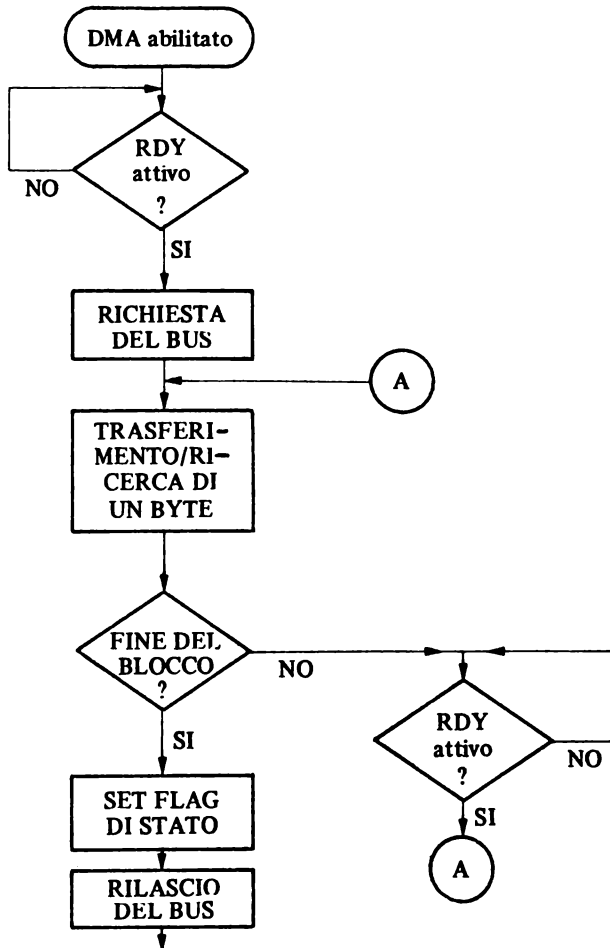 DMA abilitato
RDY
attivo
?
NO
SI
RICHIESTA
DEL BUS
A
TRASFERI-
MENTO/RI-
CERCA DI
UN BYTE
FINE DEL
BLOCCO
?
NO
SI
RDY
attivo
?
NO
SI
A
SET FLAG
DI STATO
RILASCIO
DEL BUS